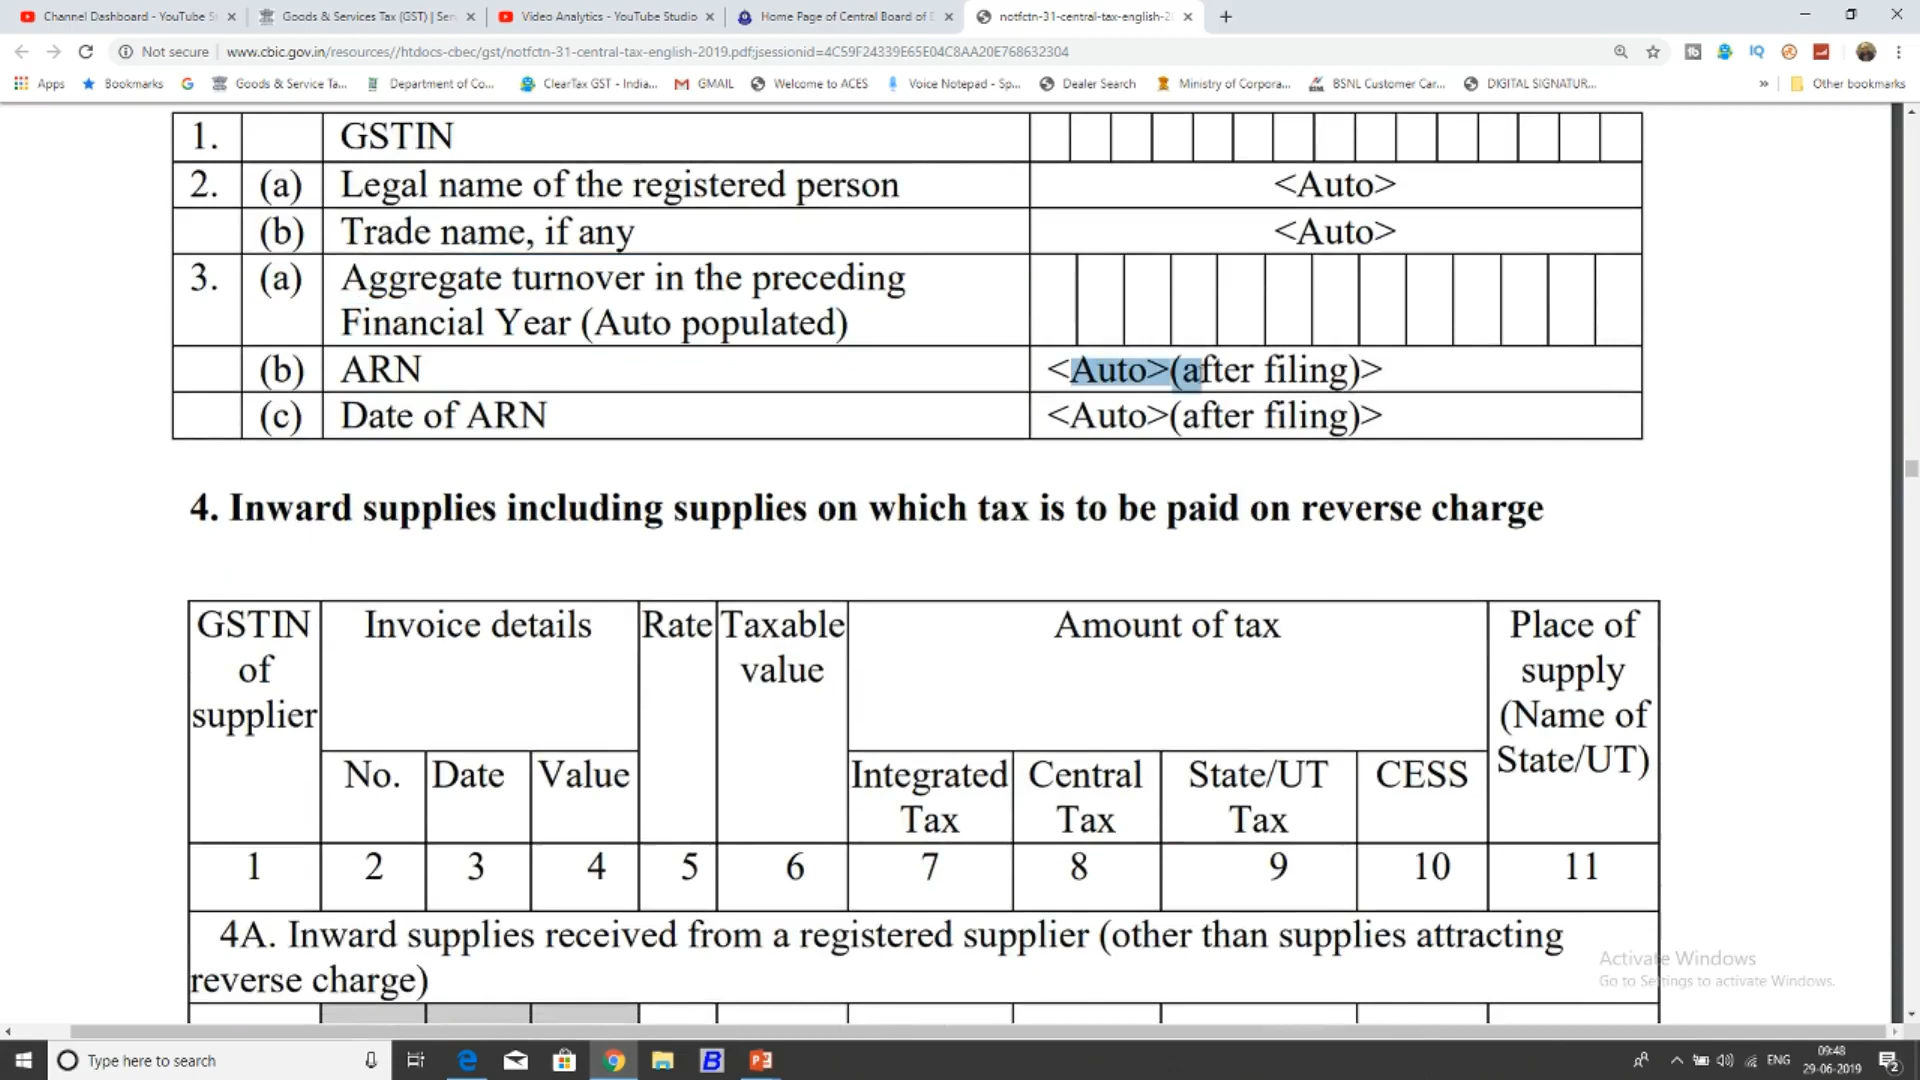 Channel Dashboard - YouTube S
Goods & Services Tax (GST) | Ser
Video Analytics - YouTube Studio
Home Page of Central Board of E
notfctn-31-central-tax-english-2
Not secure | www.cbic.gov.in/resources//htdocs-cbec/gst/notfctn-31-central-tax-english-2019.pdf;jsessionid=4C59F24339E65E04C8AA20E768632304
Apps Bookmarks Goods & Service Ta... Department of Co... ClearTax GST - India... GMAIL Welcome to ACES Voice Notepad - Sp... Dealer Search Ministry of Corpora... BSNL Customer Car... DIGITAL SIGNATUR... » Other bookmarks
1. GSTIN
2. (a) Legal name of the registered person <Auto>
(b) Trade name, if any <Auto>
3. (a) Aggregate turnover in the preceding
Financial Year (Auto populated)
(b) ARN <Auto>(after filing)>
(c) Date of ARN <Auto>(after filing)>
4. Inward supplies including supplies on which tax is to be paid on reverse charge
GSTIN Invoice details Rate Taxable Amount of tax Place of
of value supply
supplier (Name of
State/UT)
No. Date Value Integrated Central State/UT CESS
Tax Tax Tax
1 2 3 4 5 6 7 8 9 10 11
4A. Inward supplies received from a registered supplier (other than supplies attracting
reverse charge)
Activate Windows
Go to Settings to activate Windows.
Type here to search
ENG
09:48
29-06-2019
2